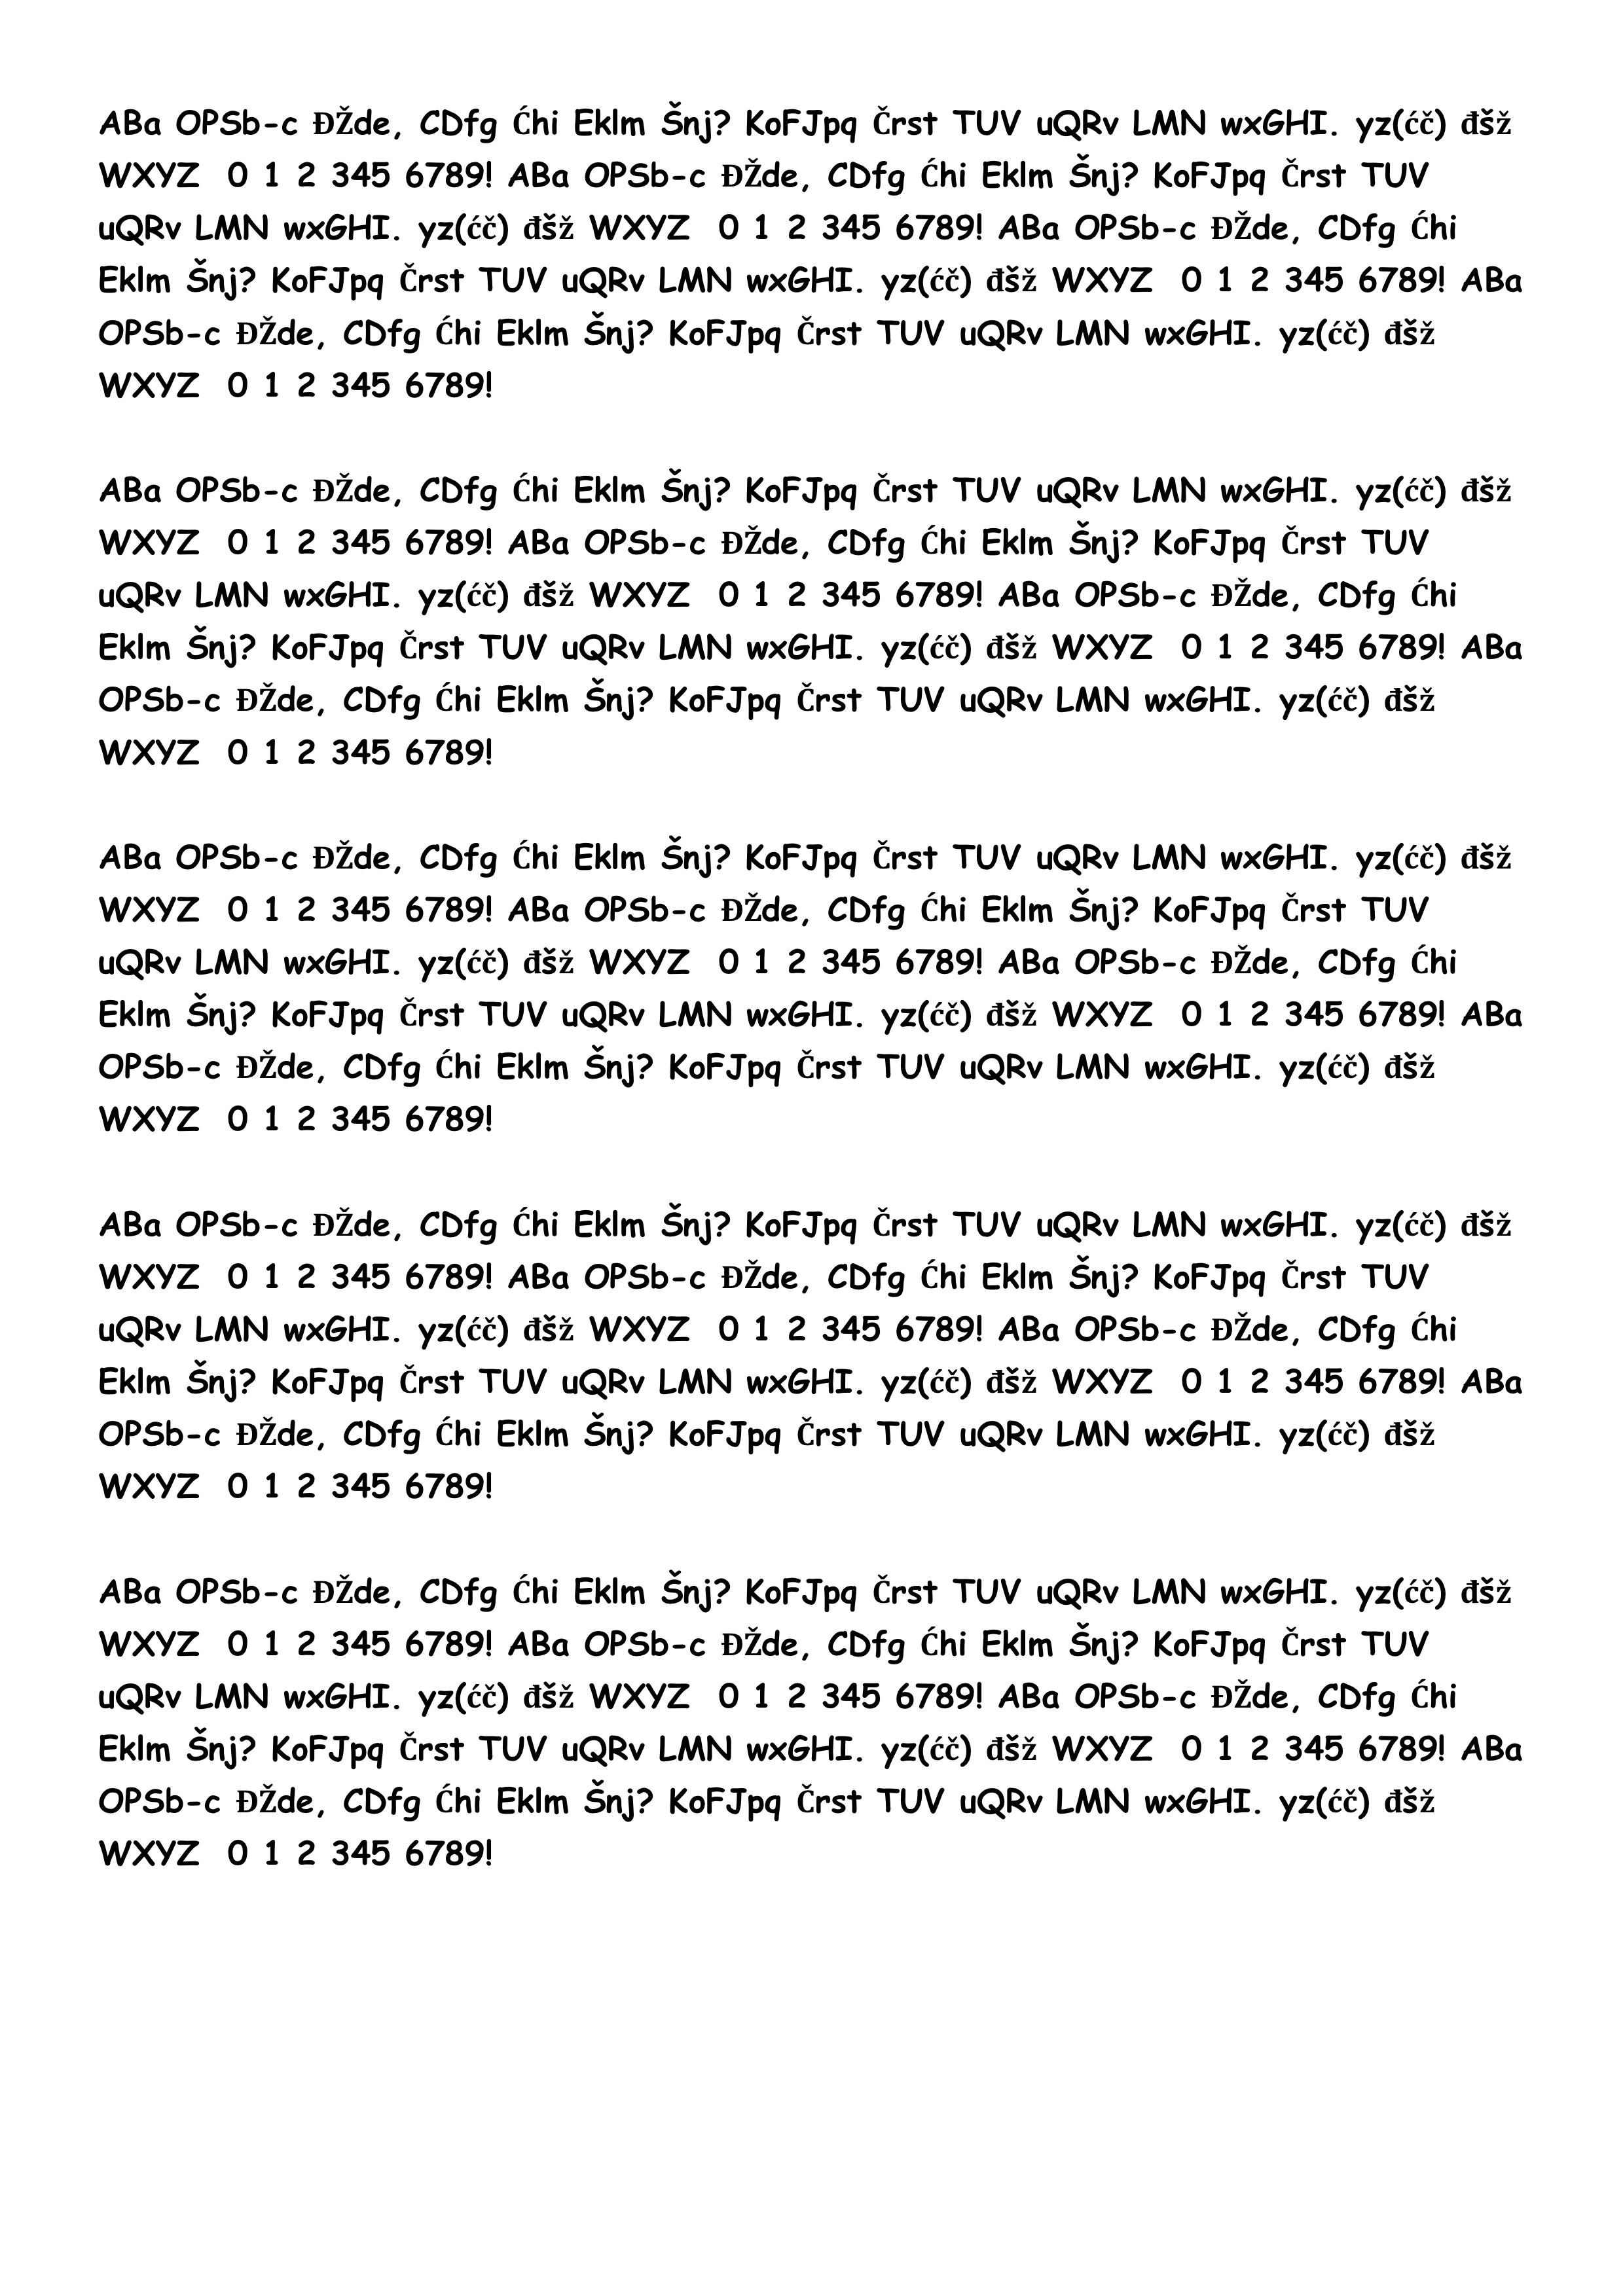 ABa OPSb-c ĐŽde, CDfg Ćhi Eklm Šnj? KoFJpq Črst TUV uQRv LMN wxGHI. yz(ćč) đšž
WXYZ  0 1 2 345 6789! ABa OPSb-c ĐŽde, CDfg Ćhi Eklm Šnj? KoFJpq Črst TUV
uQRv LMN wxGHI. yz(ćč) đšž WXYZ  0 1 2 345 6789! ABa OPSb-c ĐŽde, CDfg Ćhi
Eklm Šnj? KoFJpq Črst TUV uQRv LMN wxGHI. yz(ćč) đšž WXYZ  0 1 2 345 6789! ABa
OPSb-c ĐŽde, CDfg Ćhi Eklm Šnj? KoFJpq Črst TUV uQRv LMN wxGHI. yz(ćč) đšž
WXYZ  0 1 2 345 6789!

ABa OPSb-c ĐŽde, CDfg Ćhi Eklm Šnj? KoFJpq Črst TUV uQRv LMN wxGHI. yz(ćč) đšž
WXYZ  0 1 2 345 6789! ABa OPSb-c ĐŽde, CDfg Ćhi Eklm Šnj? KoFJpq Črst TUV
uQRv LMN wxGHI. yz(ćč) đšž WXYZ  0 1 2 345 6789! ABa OPSb-c ĐŽde, CDfg Ćhi
Eklm Šnj? KoFJpq Črst TUV uQRv LMN wxGHI. yz(ćč) đšž WXYZ  0 1 2 345 6789! ABa
OPSb-c ĐŽde, CDfg Ćhi Eklm Šnj? KoFJpq Črst TUV uQRv LMN wxGHI. yz(ćč) đšž
WXYZ  0 1 2 345 6789!

ABa OPSb-c ĐŽde, CDfg Ćhi Eklm Šnj? KoFJpq Črst TUV uQRv LMN wxGHI. yz(ćč) đšž
WXYZ  0 1 2 345 6789! ABa OPSb-c ĐŽde, CDfg Ćhi Eklm Šnj? KoFJpq Črst TUV
uQRv LMN wxGHI. yz(ćč) đšž WXYZ  0 1 2 345 6789! ABa OPSb-c ĐŽde, CDfg Ćhi
Eklm Šnj? KoFJpq Črst TUV uQRv LMN wxGHI. yz(ćč) đšž WXYZ  0 1 2 345 6789! ABa
OPSb-c ĐŽde, CDfg Ćhi Eklm Šnj? KoFJpq Črst TUV uQRv LMN wxGHI. yz(ćč) đšž
WXYZ  0 1 2 345 6789!

ABa OPSb-c ĐŽde, CDfg Ćhi Eklm Šnj? KoFJpq Črst TUV uQRv LMN wxGHI. yz(ćč) đšž
WXYZ  0 1 2 345 6789! ABa OPSb-c ĐŽde, CDfg Ćhi Eklm Šnj? KoFJpq Črst TUV
uQRv LMN wxGHI. yz(ćč) đšž WXYZ  0 1 2 345 6789! ABa OPSb-c ĐŽde, CDfg Ćhi
Eklm Šnj? KoFJpq Črst TUV uQRv LMN wxGHI. yz(ćč) đšž WXYZ  0 1 2 345 6789! ABa
OPSb-c ĐŽde, CDfg Ćhi Eklm Šnj? KoFJpq Črst TUV uQRv LMN wxGHI. yz(ćč) đšž
WXYZ  0 1 2 345 6789!

ABa OPSb-c ĐŽde, CDfg Ćhi Eklm Šnj? KoFJpq Črst TUV uQRv LMN wxGHI. yz(ćč) đšž
WXYZ  0 1 2 345 6789! ABa OPSb-c ĐŽde, CDfg Ćhi Eklm Šnj? KoFJpq Črst TUV
uQRv LMN wxGHI. yz(ćč) đšž WXYZ  0 1 2 345 6789! ABa OPSb-c ĐŽde, CDfg Ćhi
Eklm Šnj? KoFJpq Črst TUV uQRv LMN wxGHI. yz(ćč) đšž WXYZ  0 1 2 345 6789! ABa
OPSb-c ĐŽde, CDfg Ćhi Eklm Šnj? KoFJpq Črst TUV uQRv LMN wxGHI. yz(ćč) đšž
WXYZ  0 1 2 345 6789!